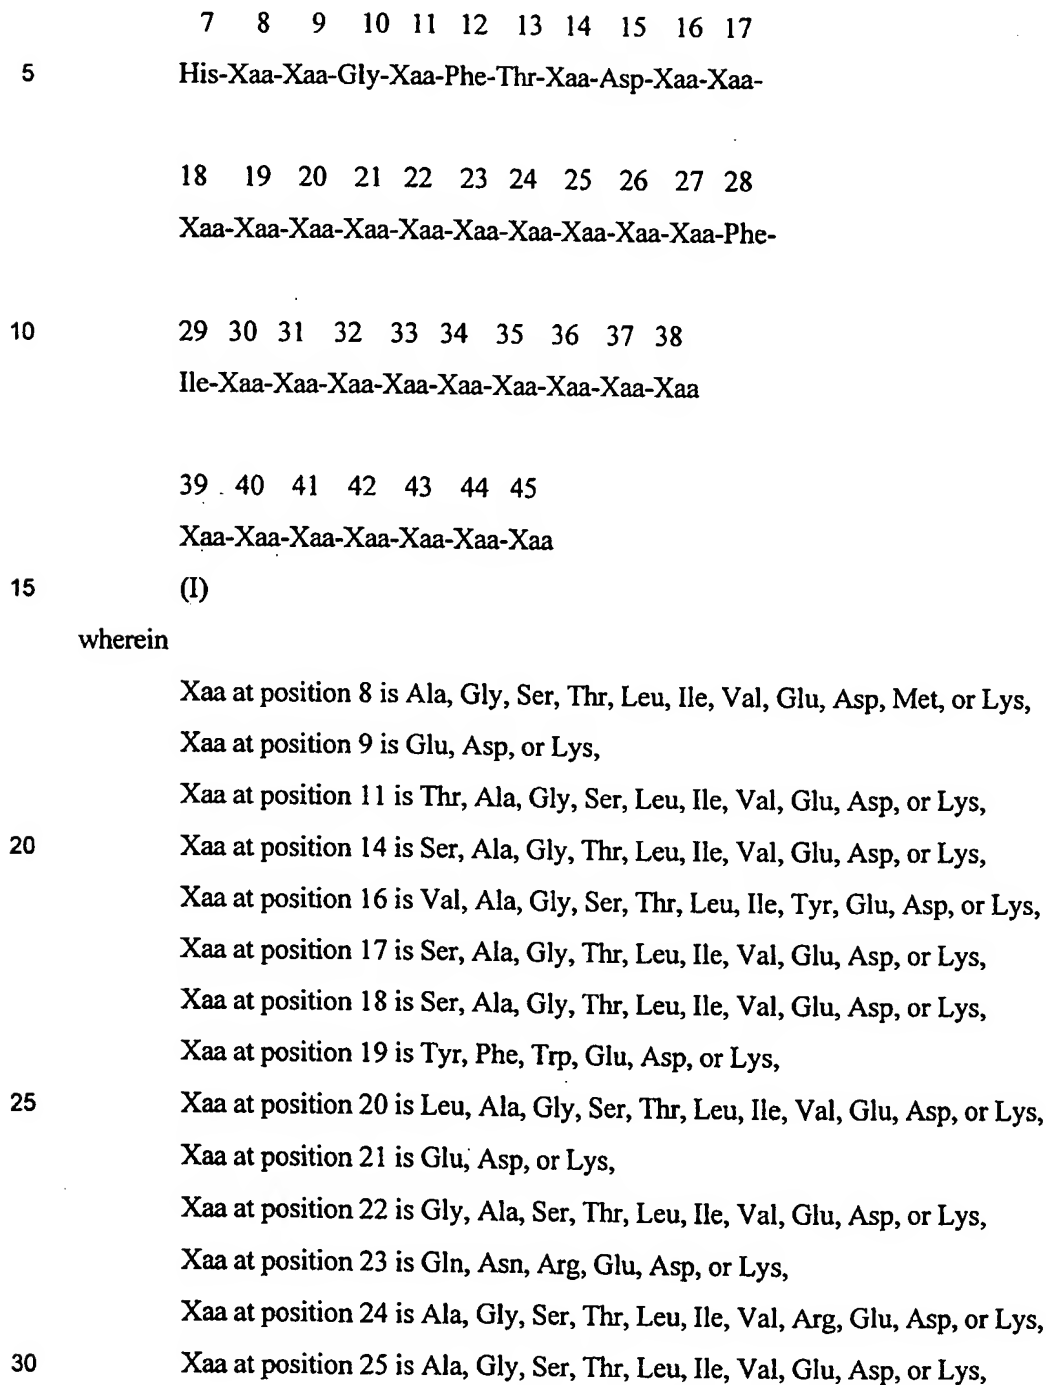 7 8 9 10 11 12 13 14 15 16 17
5 His-Xaa-Xaa-Gly-Xaa-Phe-Thr-Xaa-Asp-Xaa-Xaa-
18 19 20 21 22 23 24 25 26 27 28
Xaa-Xaa-Xaa-Xaa-Xaa-Xaa-Xaa-Xaa-Xaa-Xaa-Phe-
10 29 30 31 32 33 34 35 36 37 38
Ile-Xaa-Xaa-Xaa-Xaa-Xaa-Xaa-Xaa-Xaa-Xaa
39 40 41 42 43 44 45
Xaa-Xaa-Xaa-Xaa-Xaa-Xaa-Xaa
15 (I)
wherein
Xaa at position 8 is Ala, Gly, Ser, Thr, Leu, Ile, Val, Glu, Asp, Met, or Lys,
Xaa at position 9 is Glu, Asp, or Lys,
Xaa at position 11 is Thr, Ala, Gly, Ser, Leu, Ile, Val, Glu, Asp, or Lys,
20 Xaa at position 14 is Ser, Ala, Gly, Thr, Leu, Ile, Val, Glu, Asp, or Lys,
Xaa at position 16 is Val, Ala, Gly, Ser, Thr, Leu, Ile, Tyr, Glu, Asp, or Lys,
Xaa at position 17 is Ser, Ala, Gly, Thr, Leu, Ile, Val, Glu, Asp, or Lys,
Xaa at position 18 is Ser, Ala, Gly, Thr, Leu, Ile, Val, Glu, Asp, or Lys,
Xaa at position 19 is Tyr, Phe, Trp, Glu, Asp, or Lys,
25 Xaa at position 20 is Leu, Ala, Gly, Ser, Thr, Leu, Ile, Val, Glu, Asp, or Lys,
Xaa at position 21 is Glu, Asp, or Lys,
Xaa at position 22 is Gly, Ala, Ser, Thr, Leu, Ile, Val, Glu, Asp, or Lys,
Xaa at position 23 is Gln, Asn, Arg, Glu, Asp, or Lys,
Xaa at position 24 is Ala, Gly, Ser, Thr, Leu, Ile, Val, Arg, Glu, Asp, or Lys,
30 Xaa at position 25 is Ala, Gly, Ser, Thr, Leu, Ile, Val, Glu, Asp, or Lys,